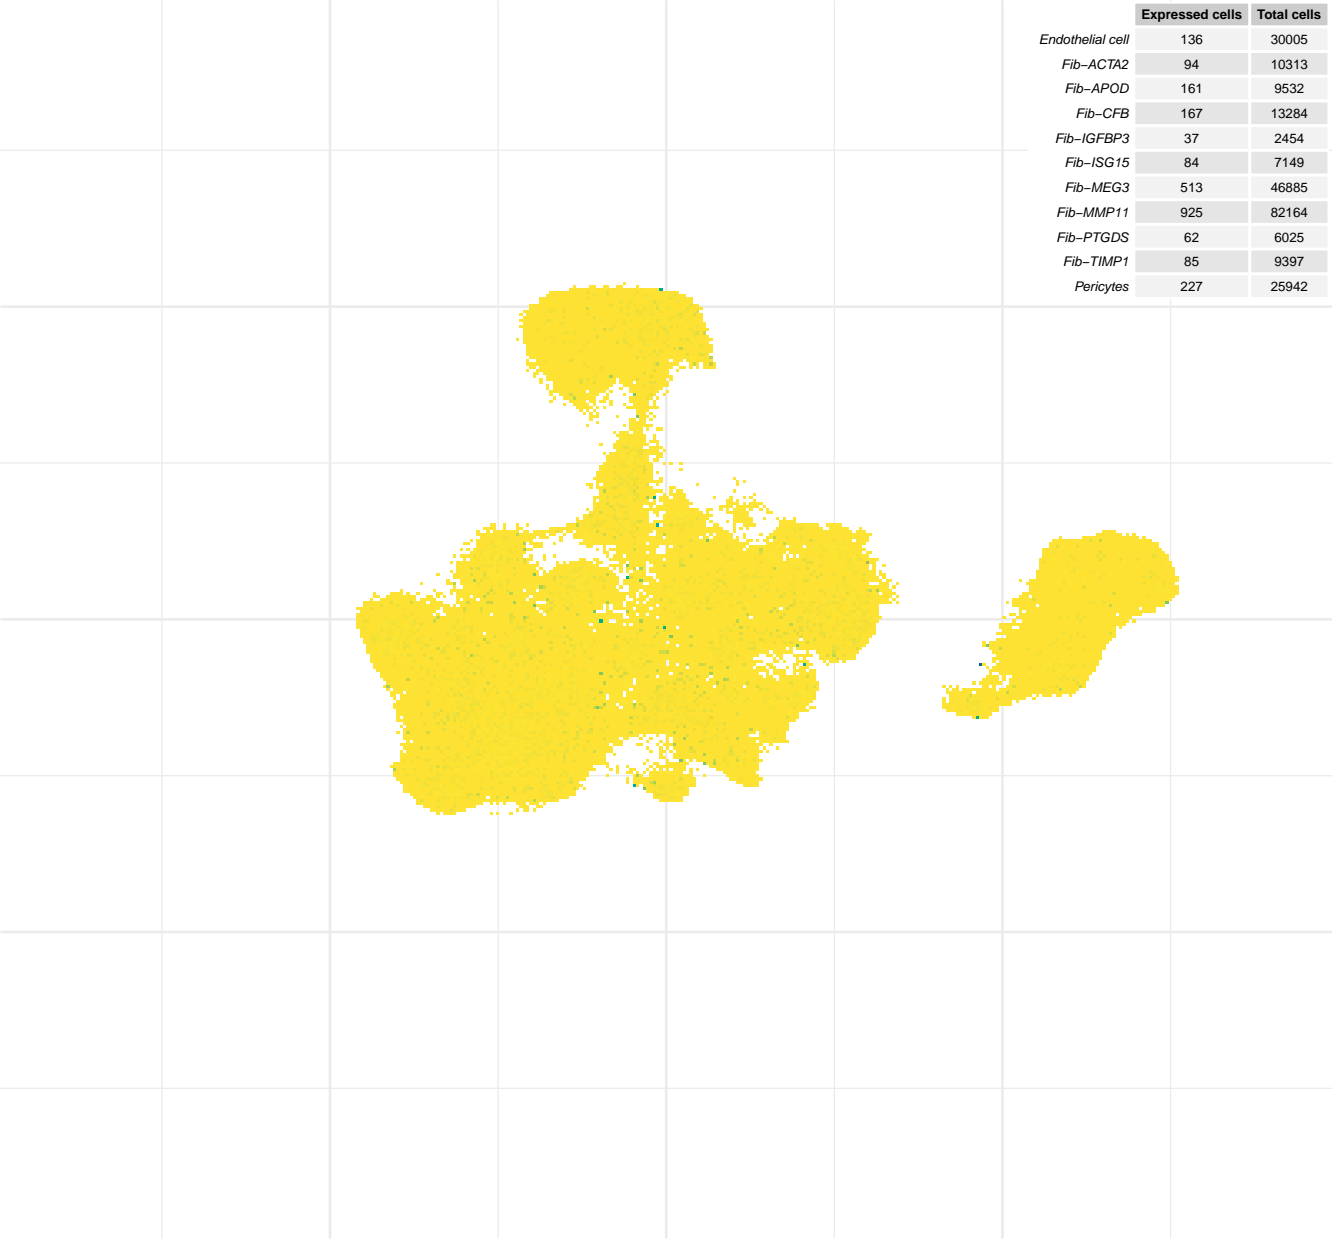 Expressed cells Total cells
Endothelial cell 136 30005
Fib−ACTA2 94 10313
Fib−APOD 161 9532
Fib−CFB 167 13284
Fib−IGFBP3 37 2454
Fib−ISG15 84 7149
Fib−MEG3 513 46885
Fib−MMP11 925 82164
Fib−PTGDS 62 6025
Fib−TIMP1 85 9397
Pericytes 227 25942